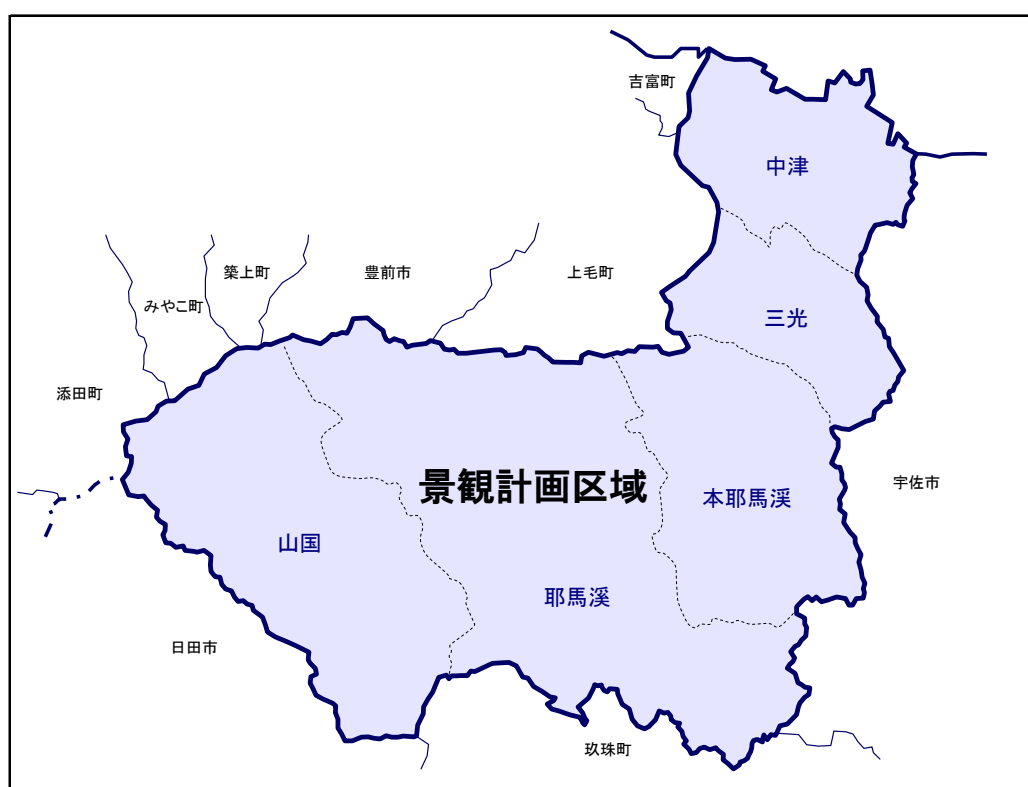 吉富町
中津
築上町
豊前市
上毛町
みやこ町
三光
添田町
景観計画区域
宇佐市
本耶馬溪
山国
耶馬溪
日田市
玖珠町